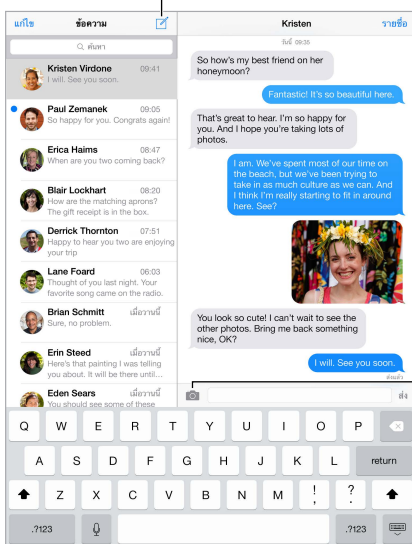 แก้ไข ข้อความ
ค้นหา
Kristen Virdone 09:41
I will. See you soon.
Paul Zemanek 09:05
So happy for you. Congrats again!
Erica Haims 08:47
When are you two coming back?
Blair Lockhart 08:20
How are the matching aprons?
The gift receipt is in the box.
Derrick Thornton 07:51
Happy to hear you two are enjoying
your trip
Lane Foard 06:03
Thought of you last night. Your
favorite song came on the radio.
Brian Schmitt เมื่อวานนี้
Sure, no problem.
Erin Steed เมื่อวานนี้
Here's that painting I was telling
you about. It will be there until...
Eden Sears เมื่อวานนี้
You should see some of these
Kristen รายชื่อ
วันนี้ 09:35
So how's my best friend on her
honeymoon?
Fantastic! It's so beautiful here.
That's great to hear. I'm so happy for
you. And I hope you're taking lots of
photos.
I am. We've spent most of our time on
the beach, but we've been trying to
take in as much culture as we can. And
I think I'm really starting to fit in around
here. See?
You look so cute! I can't wait to see the
other photos. Bring me back something
nice, OK?
I will. See you soon.
ส่งแล้ว
ส่ง
Q W E R T Y U I O P
A S D F G H J K L return
Z X C V B N M ! , ? .
.?123 .?123